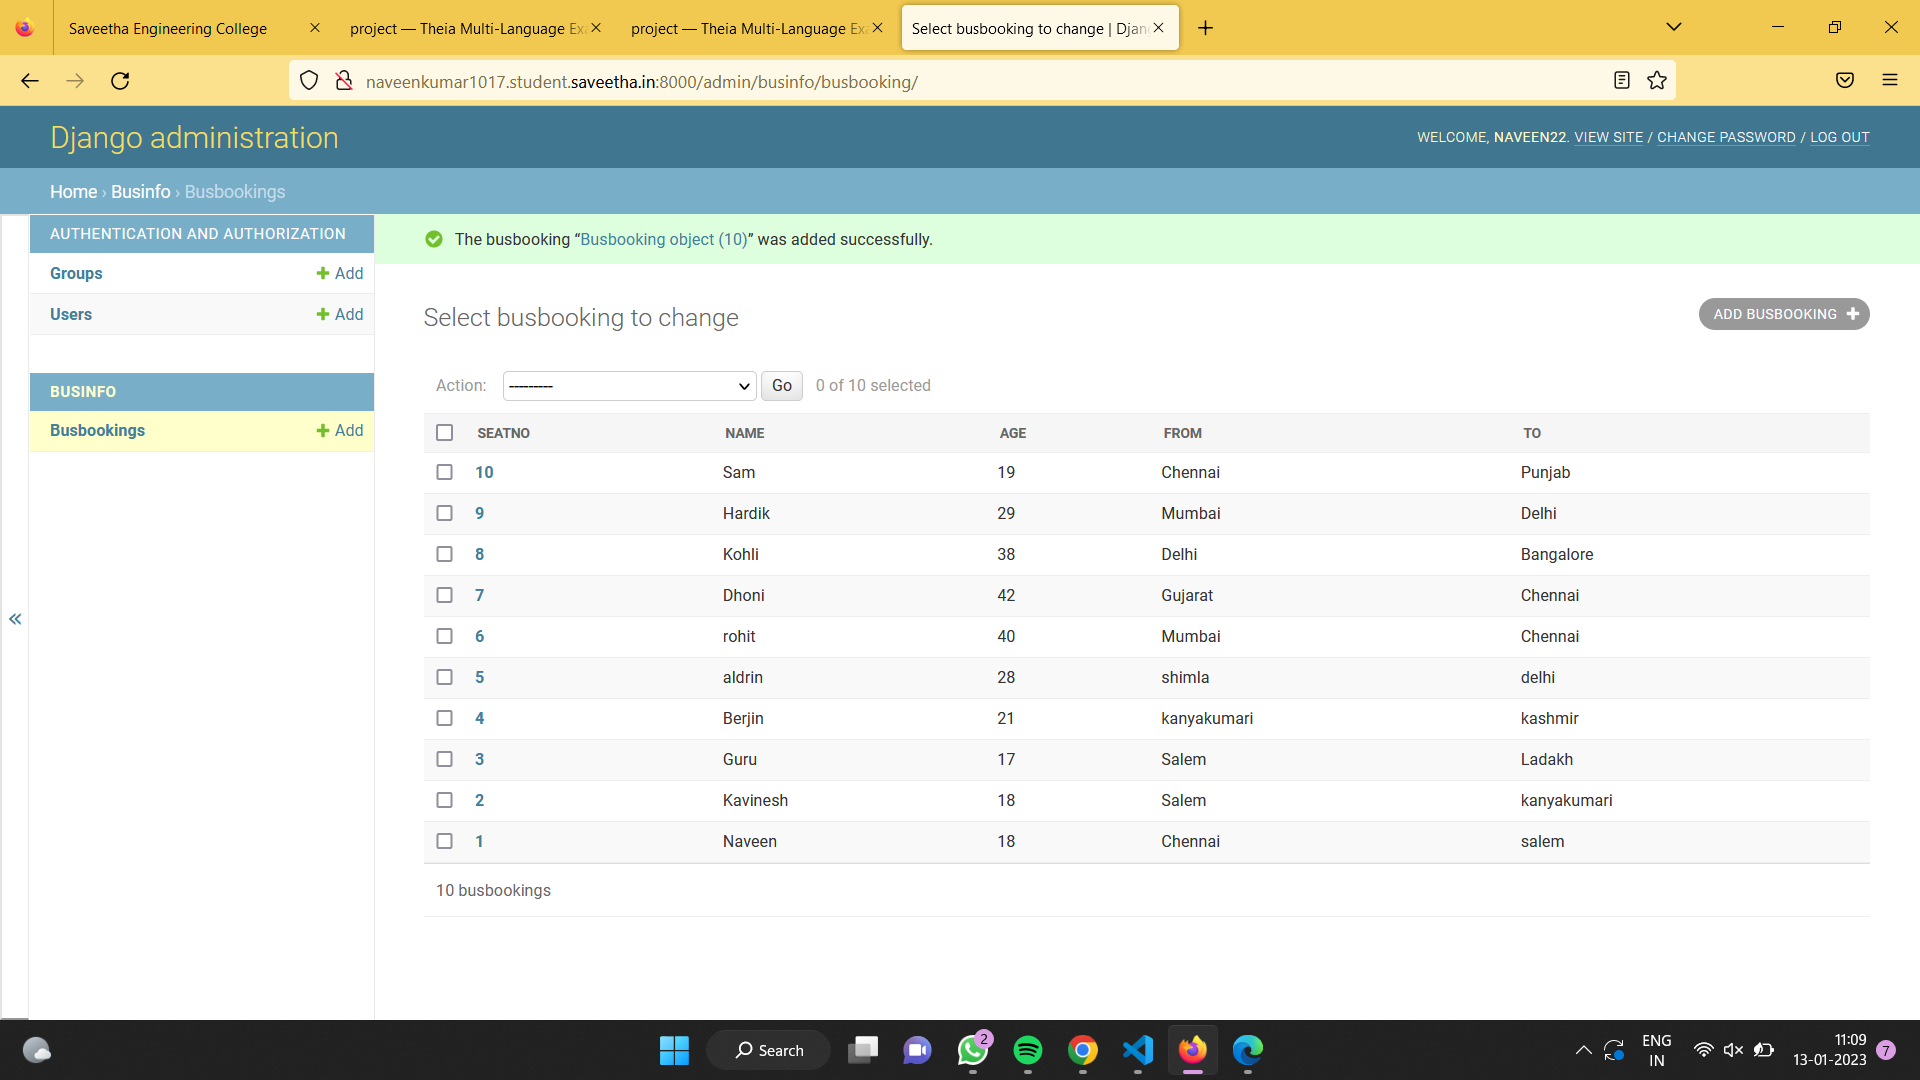 Saveetha Engineering College
project — Theia Multi-Language Ex
project — Theia Multi-Language Ex
Select busbooking to change | Djan
naveenkumar1017.student.saveetha.in:8000/admin/businfo/busbooking/
Django administration
WELCOME, NAVEEN22. VIEW SITE / CHANGE PASSWORD / LOG OUT
Home › Businfo › Busbookings
AUTHENTICATION AND AUTHORIZATION
Groups + Add
Users + Add
BUSINFO
Busbookings + Add
«
The busbooking “Busbooking object (10)” was added successfully.
Select busbooking to change
ADD BUSBOOKING +
Action: --------- Go 0 of 10 selected
SEATNO NAME AGE FROM TO
10 Sam 19 Chennai Punjab
9 Hardik 29 Mumbai Delhi
8 Kohli 38 Delhi Bangalore
7 Dhoni 42 Gujarat Chennai
6 rohit 40 Mumbai Chennai
5 aldrin 28 shimla delhi
4 Berjin 21 kanyakumari kashmir
3 Guru 17 Salem Ladakh
2 Kavinesh 18 Salem kanyakumari
1 Naveen 18 Chennai salem
10 busbookings
Search
2
ENG
IN
11:09
13-01-2023
7